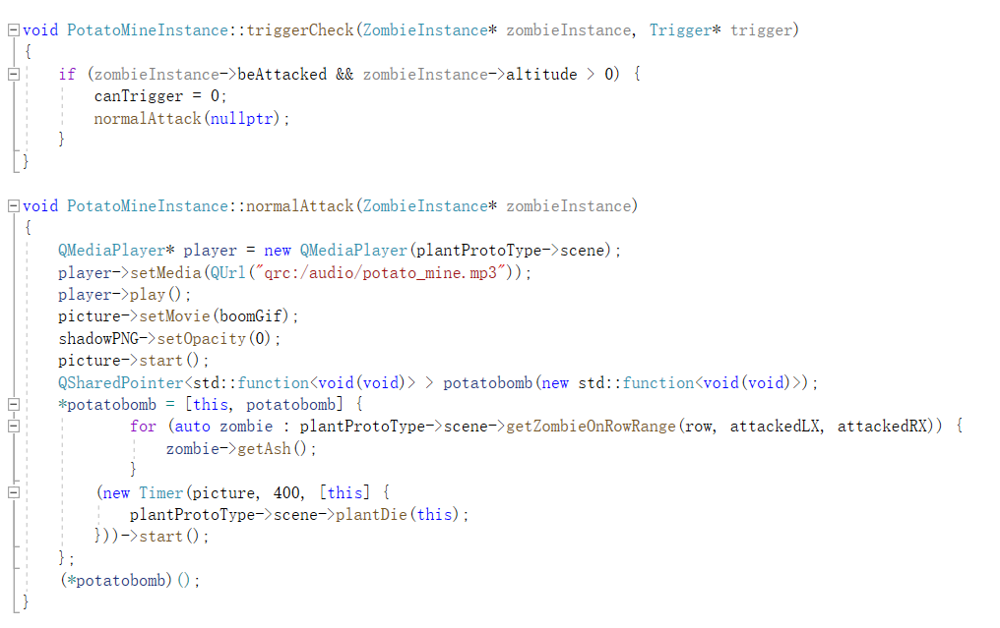 void PotatoMineInstance::triggerCheck(ZombieInstance* zombieInstance, Trigger* trigger)
{
    if (zombieInstance->beAttacked && zombieInstance->altitude > 0) {
        canTrigger = 0;
        normalAttack(nullptr);
    }
}
void PotatoMineInstance::normalAttack(ZombieInstance* zombieInstance)
{
    QMediaPlayer* player = new QMediaPlayer(plantProtoType->scene);
    player->setMedia(QUrl("qrc:/audio/potato_mine.mp3"));
    player->play();
    picture->setMovie(boomGif);
    shadowPNG->setOpacity(0);
    picture->start();
    QSharedPointer<std::function<void(void)> > potatobomb(new std::function<void(void)>);
    *potatobomb = [this, potatobomb] {
            for (auto zombie : plantProtoType->scene->getZombieOnRowRange(row, attackedLX, attackedRX)) {
                zombie->getAsh();
            }
        (new Timer(picture, 400, [this] {
            plantProtoType->scene->plantDie(this);
        }))->start();
    };
    (*potatobomb)();
}